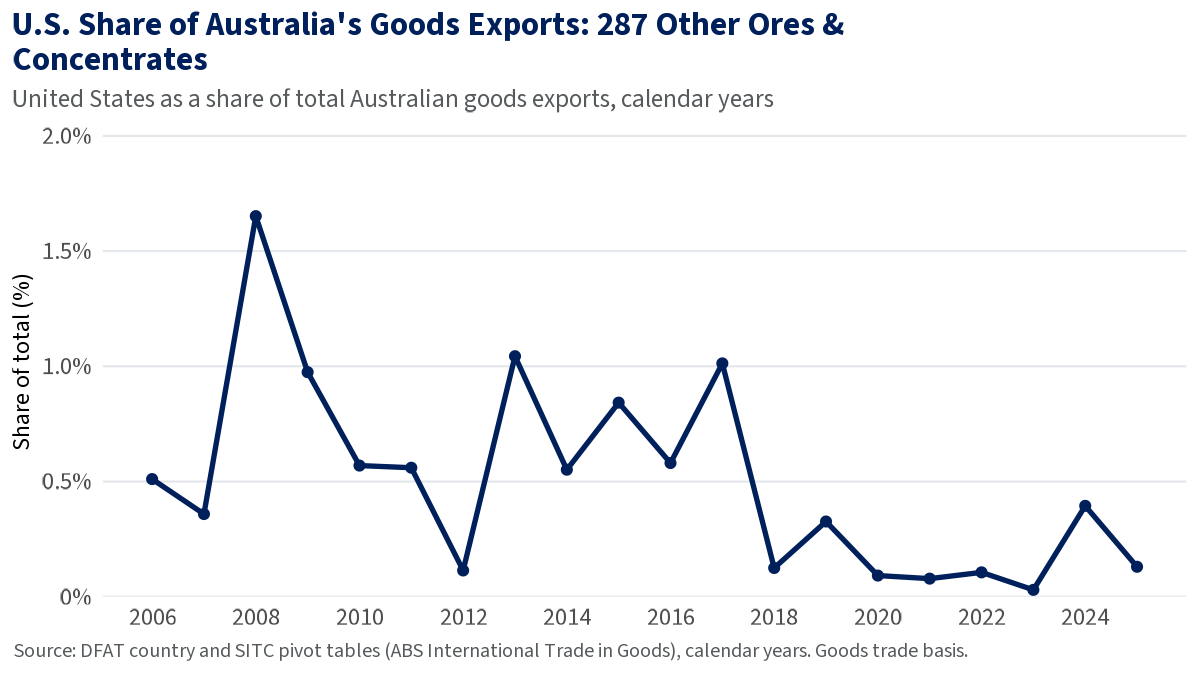 U.S. Share of Australia's Goods Exports: 287 Other Ores &
Concentrates
United States as a share of total Australian goods exports, calendar years
Share of total (%)
2.0%
1.5%
1.0%
0.5%
0%
2006 2008 2010 2012 2014 2016 2018 2020 2022 2024
Source: DFAT country and SITC pivot tables (ABS International Trade in Goods), calendar years. Goods trade basis.